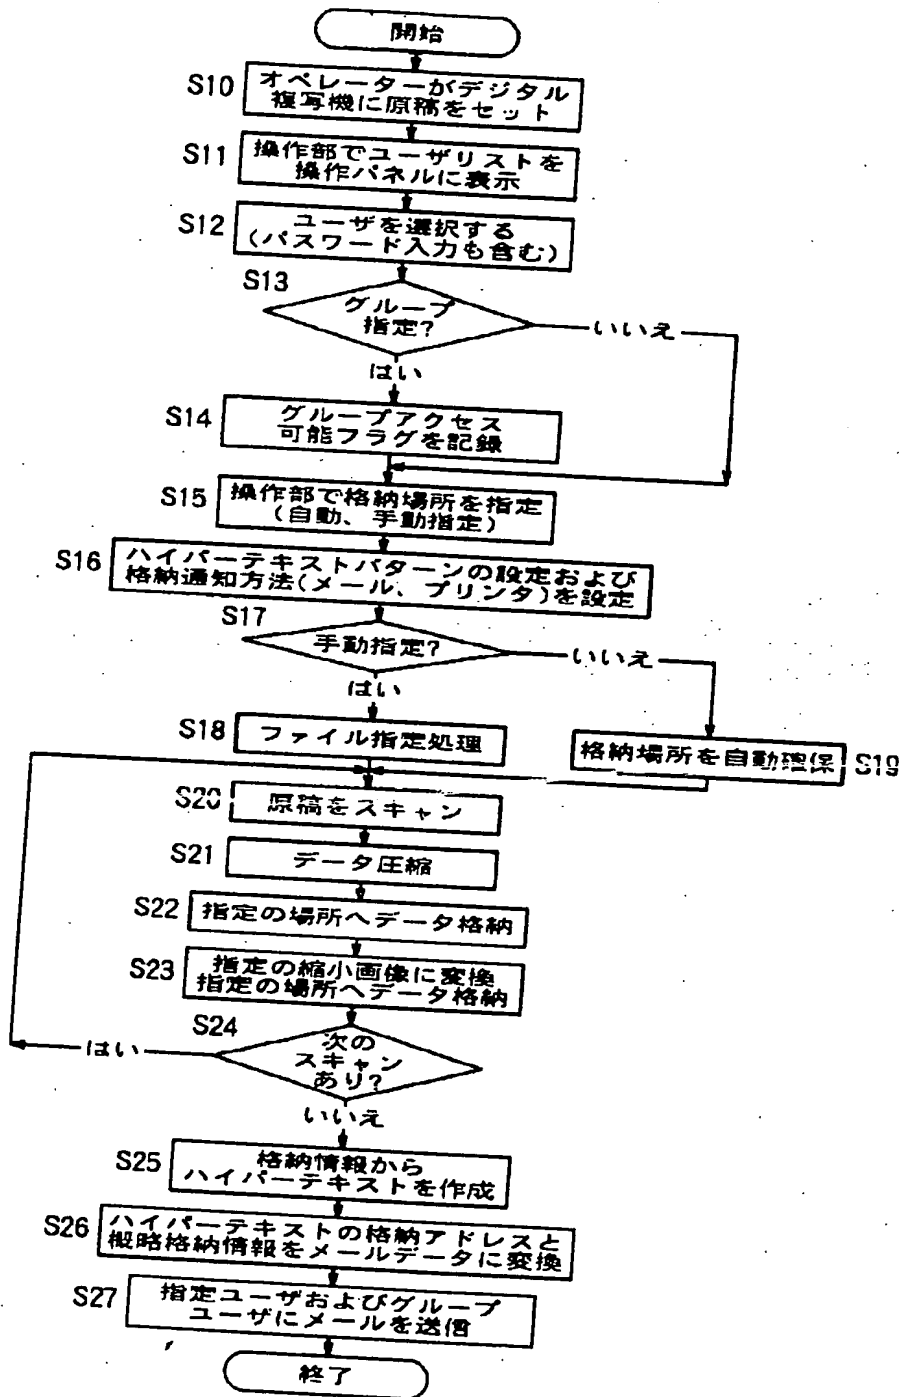 開始
S10
オペレーターがデジタル
複写機に原稿をセット
S11
操作部でユーザリストを
操作パネルに表示
S12
ユーザを選択する
(パスワード入力も含む)
S13
グループ
指定?
いいえ
はい
S14
グループアクセス
可能フラグを記録
S15
操作部で格納場所を指定
(自動、手動指定)
S16
ハイパーテキストパターンの設定および
格納通知方法(メール、プリンタ)を設定
S17
手動指定?
いいえ
はい
S18
ファイル指定処理
格納場所を自動確保
S19
S20
原稿をスキャン
S21
データ圧縮
S22
指定の場所へデータ格納
S23
指定の縮小画像に変換
指定の場所へデータ格納
S24
次の
スキャン
あり?
はい
いいえ
S25
格納情報から
ハイパーテキストを作成
S26
ハイパーテキストの格納アドレスと
概略格納情報をメールデータに変換
S27
指定ユーザおよびグループ
ユーザにメールを送信
終了